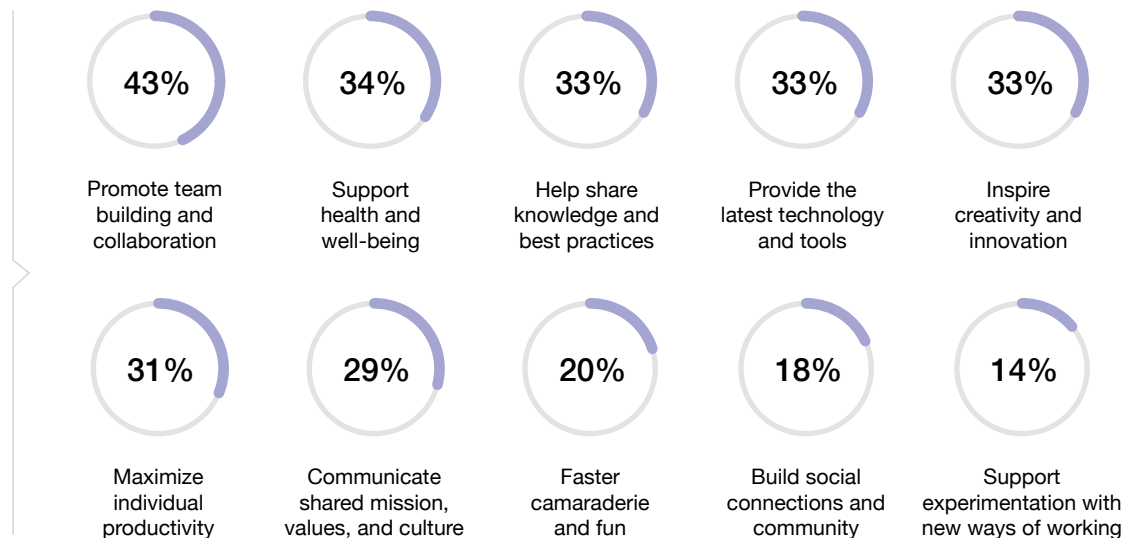 43%
34%
33%
33%
33%
Promote team
building and
collaboration
Support
health and
well-being
Help share
knowledge and
best practices
Provide the
latest technology
and tools
Inspire
creativity and
innovation
31%
29%
20%
18%
14%
Maximize
individual
productivity
Communicate
shared mission,
values, and culture
Faster
camaraderie
and fun
Build social
connections and
community
Support
experimentation with
new ways of working